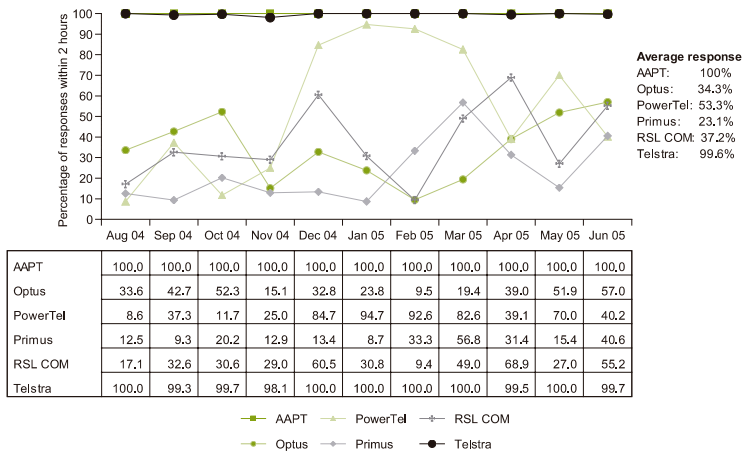 Percentage of responses within 2 hours
100
90
80
70
60
50
40
30
20
10
0
Average response
AAPT: 100%
Optus: 34.3%
PowerTel: 53.3%
Primus: 23.1%
RSL COM: 37.2%
Telstra: 99.6%
Aug 04 Sep 04 Oct 04 Nov 04 Dec 04 Jan 05 Feb 05 Mar 05 Apr 05 May 05 Jun 05
AAPT 100.0 100.0 100.0 100.0 100.0 100.0 100.0 100.0 100.0 100.0 100.0
Optus 33.6 42.7 52.3 15.1 32.8 23.8 9.5 19.4 39.0 51.9 57.0
PowerTel 8.6 37.3 11.7 25.0 84.7 94.7 92.6 82.6 39.1 70.0 40.2
Primus 12.5 9.3 20.2 12.9 13.4 8.7 33.3 56.8 31.4 15.4 40.6
RSL COM 17.1 32.6 30.6 29.0 60.5 30.8 9.4 49.0 68.9 27.0 55.2
Telstra 100.0 99.3 99.7 98.1 100.0 100.0 100.0 100.0 99.5 100.0 99.7
AAPT PowerTel RSL COM
Optus Primus Telstra